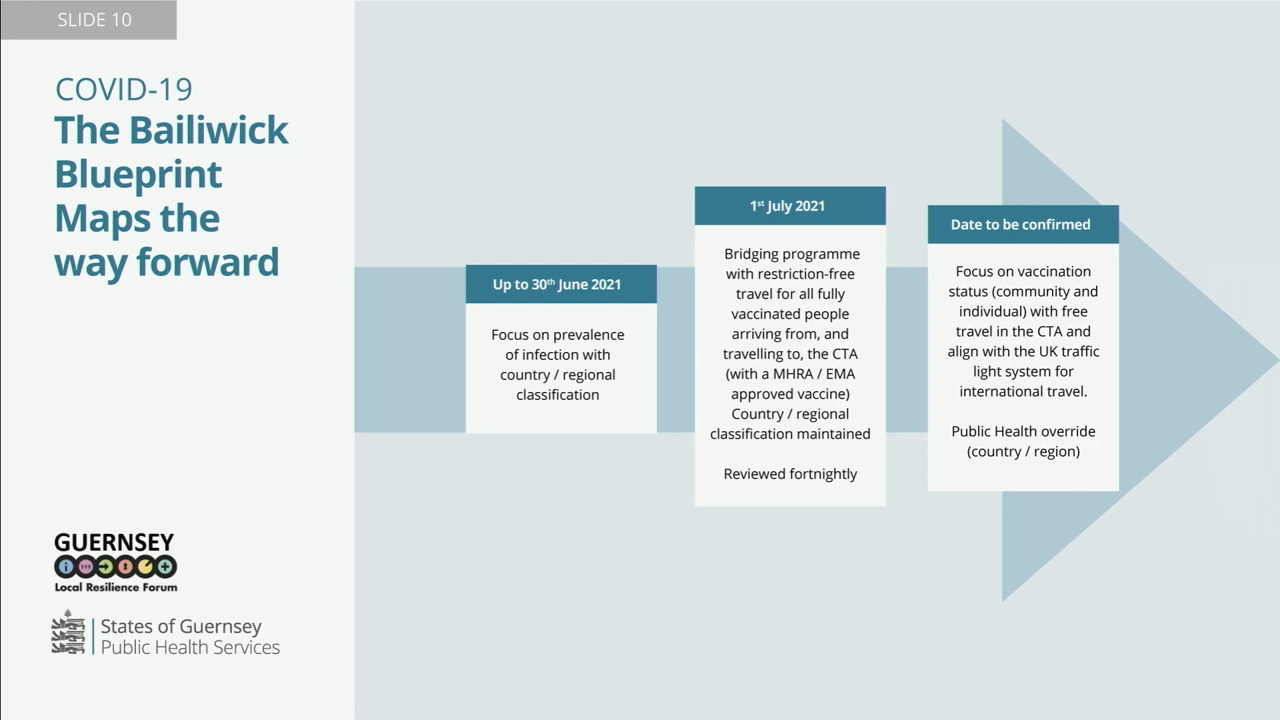 SLIDE 10
COVID-19
The Bailiwick
Blueprint
Maps the
way forward
Up to 30th June 2021
Focus on prevalence
of infection with
country / regional
classification
1st July 2021
Bridging programme
with restriction-free
travel for all fully
vaccinated people
arriving from, and
travelling to, the CTA
(with a MHRA / EMA
approved vaccine)
Country / regional
classification maintained
Reviewed fortnightly
Date to be confirmed
Focus on vaccination
status (community and
individual) with free
travel in the CTA and
align with the UK traffic
light system for
international travel.
Public Health override
(country / region)
GUERNSEY
Local Resilience Forum
States of Guernsey
Public Health Services